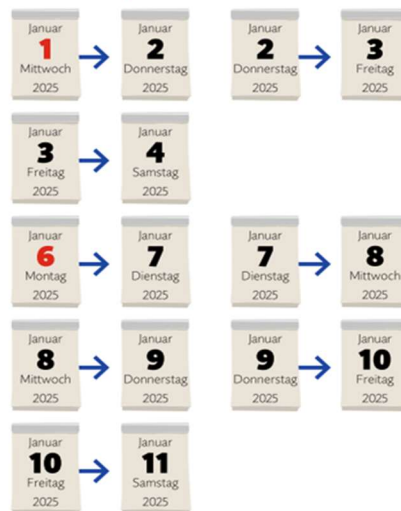 Januar
1
Mittwoch
2025
Januar
2
Donnerstag
2025
Januar
2
Donnerstag
2025
Januar
3
Freitag
2025
Januar
3
Freitag
2025
Januar
4
Samstag
2025
Januar
6
Montag
2025
Januar
7
Dienstag
2025
Januar
7
Dienstag
2025
Januar
8
Mittwoch
2025
Januar
8
Mittwoch
2025
Januar
9
Donnerstag
2025
Januar
9
Donnerstag
2025
Januar
10
Freitag
2025
Januar
10
Freitag
2025
Januar
11
Samstag
2025